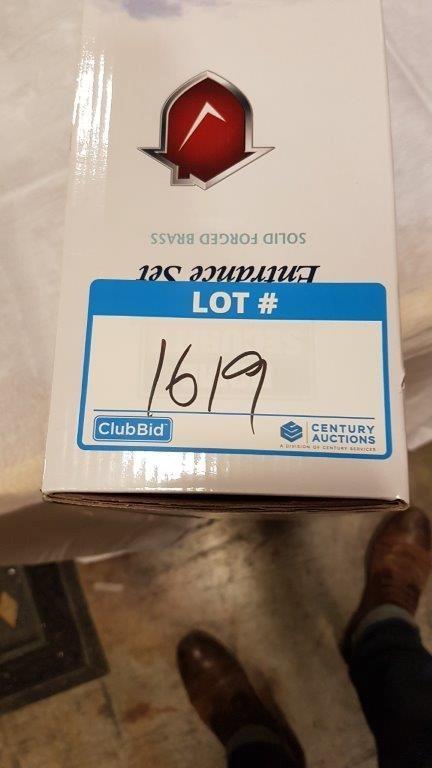 SOLID FORGED BRASS
Entrance Set
LOT #
1619
ClubBid
CENTURY
AUCTIONS
A DIVISION OF CENTURY SERVICES